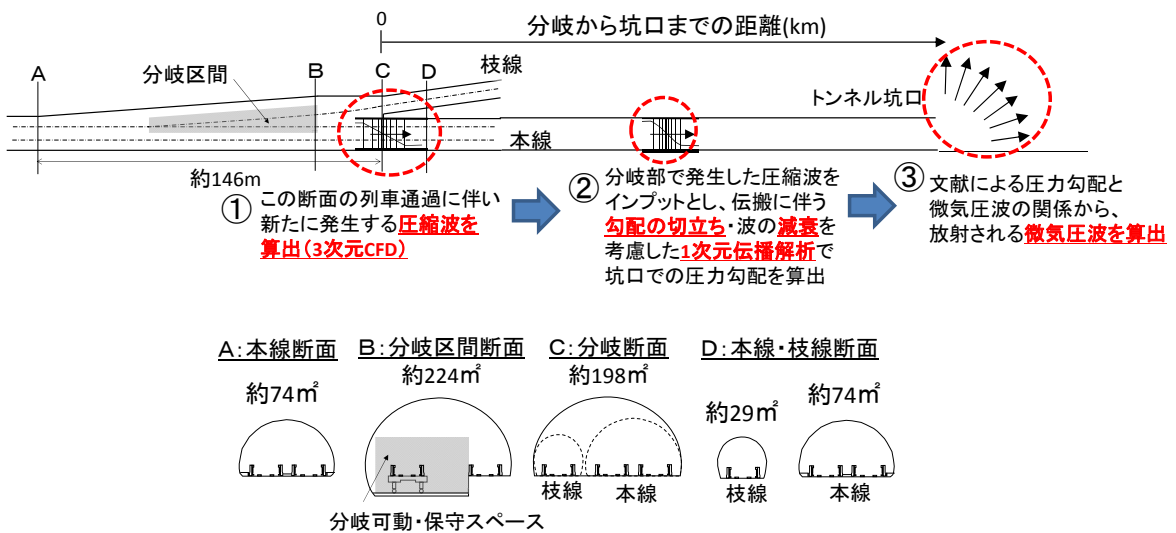 0
分岐から坑口までの距離(km)
A
分岐区間
B
C
D
枝線
トンネル坑口
本線
約146m
① この断面の列車通過に伴い
新たに発生する圧縮波を
算出(3次元CFD)
② 分岐部で発生した圧縮波を
インプットとし、伝搬に伴う
勾配の切立ち・波の減衰を
考慮した1次元伝播解析で
坑口での圧力勾配を算出
③ 文献による圧力勾配と
微気圧波の関係から、
放射される微気圧波を算出
A:本線断面
約74㎡
B:分岐区間断面
約224㎡
分岐可動・保守スペース
C:分岐断面
約198㎡
枝線
本線
D:本線・枝線断面
約29㎡
約74㎡
枝線
本線